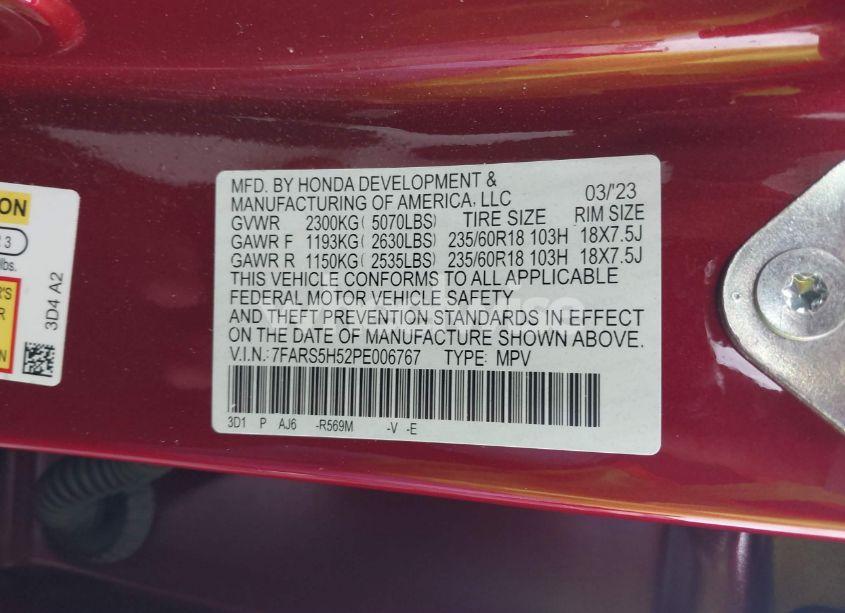 ON
3
lbs.
'S
R
3D4 A2
MFD. BY HONDA DEVELOPMENT &
MANUFACTURING OF AMERICA, LLC 03/'23
GVWR 2300KG( 5070LBS) TIRE SIZE RIM SIZE
GAWR F 1193KG( 2630LBS) 235/60R18 103H 18X7.5J
GAWR R 1150KG( 2535LBS) 235/60R18 103H 18X7.5J
THIS VEHICLE CONFORMS TO ALL APPLICABLE
FEDERAL MOTOR VEHICLE SAFETY
AND THEFT PREVENTION STANDARDS IN EFFECT
ON THE DATE OF MANUFACTURE SHOWN ABOVE.
V.I.N.:7FARS5H52PE006767 TYPE: MPV
3D1 P AJ6 -R569M -V -E